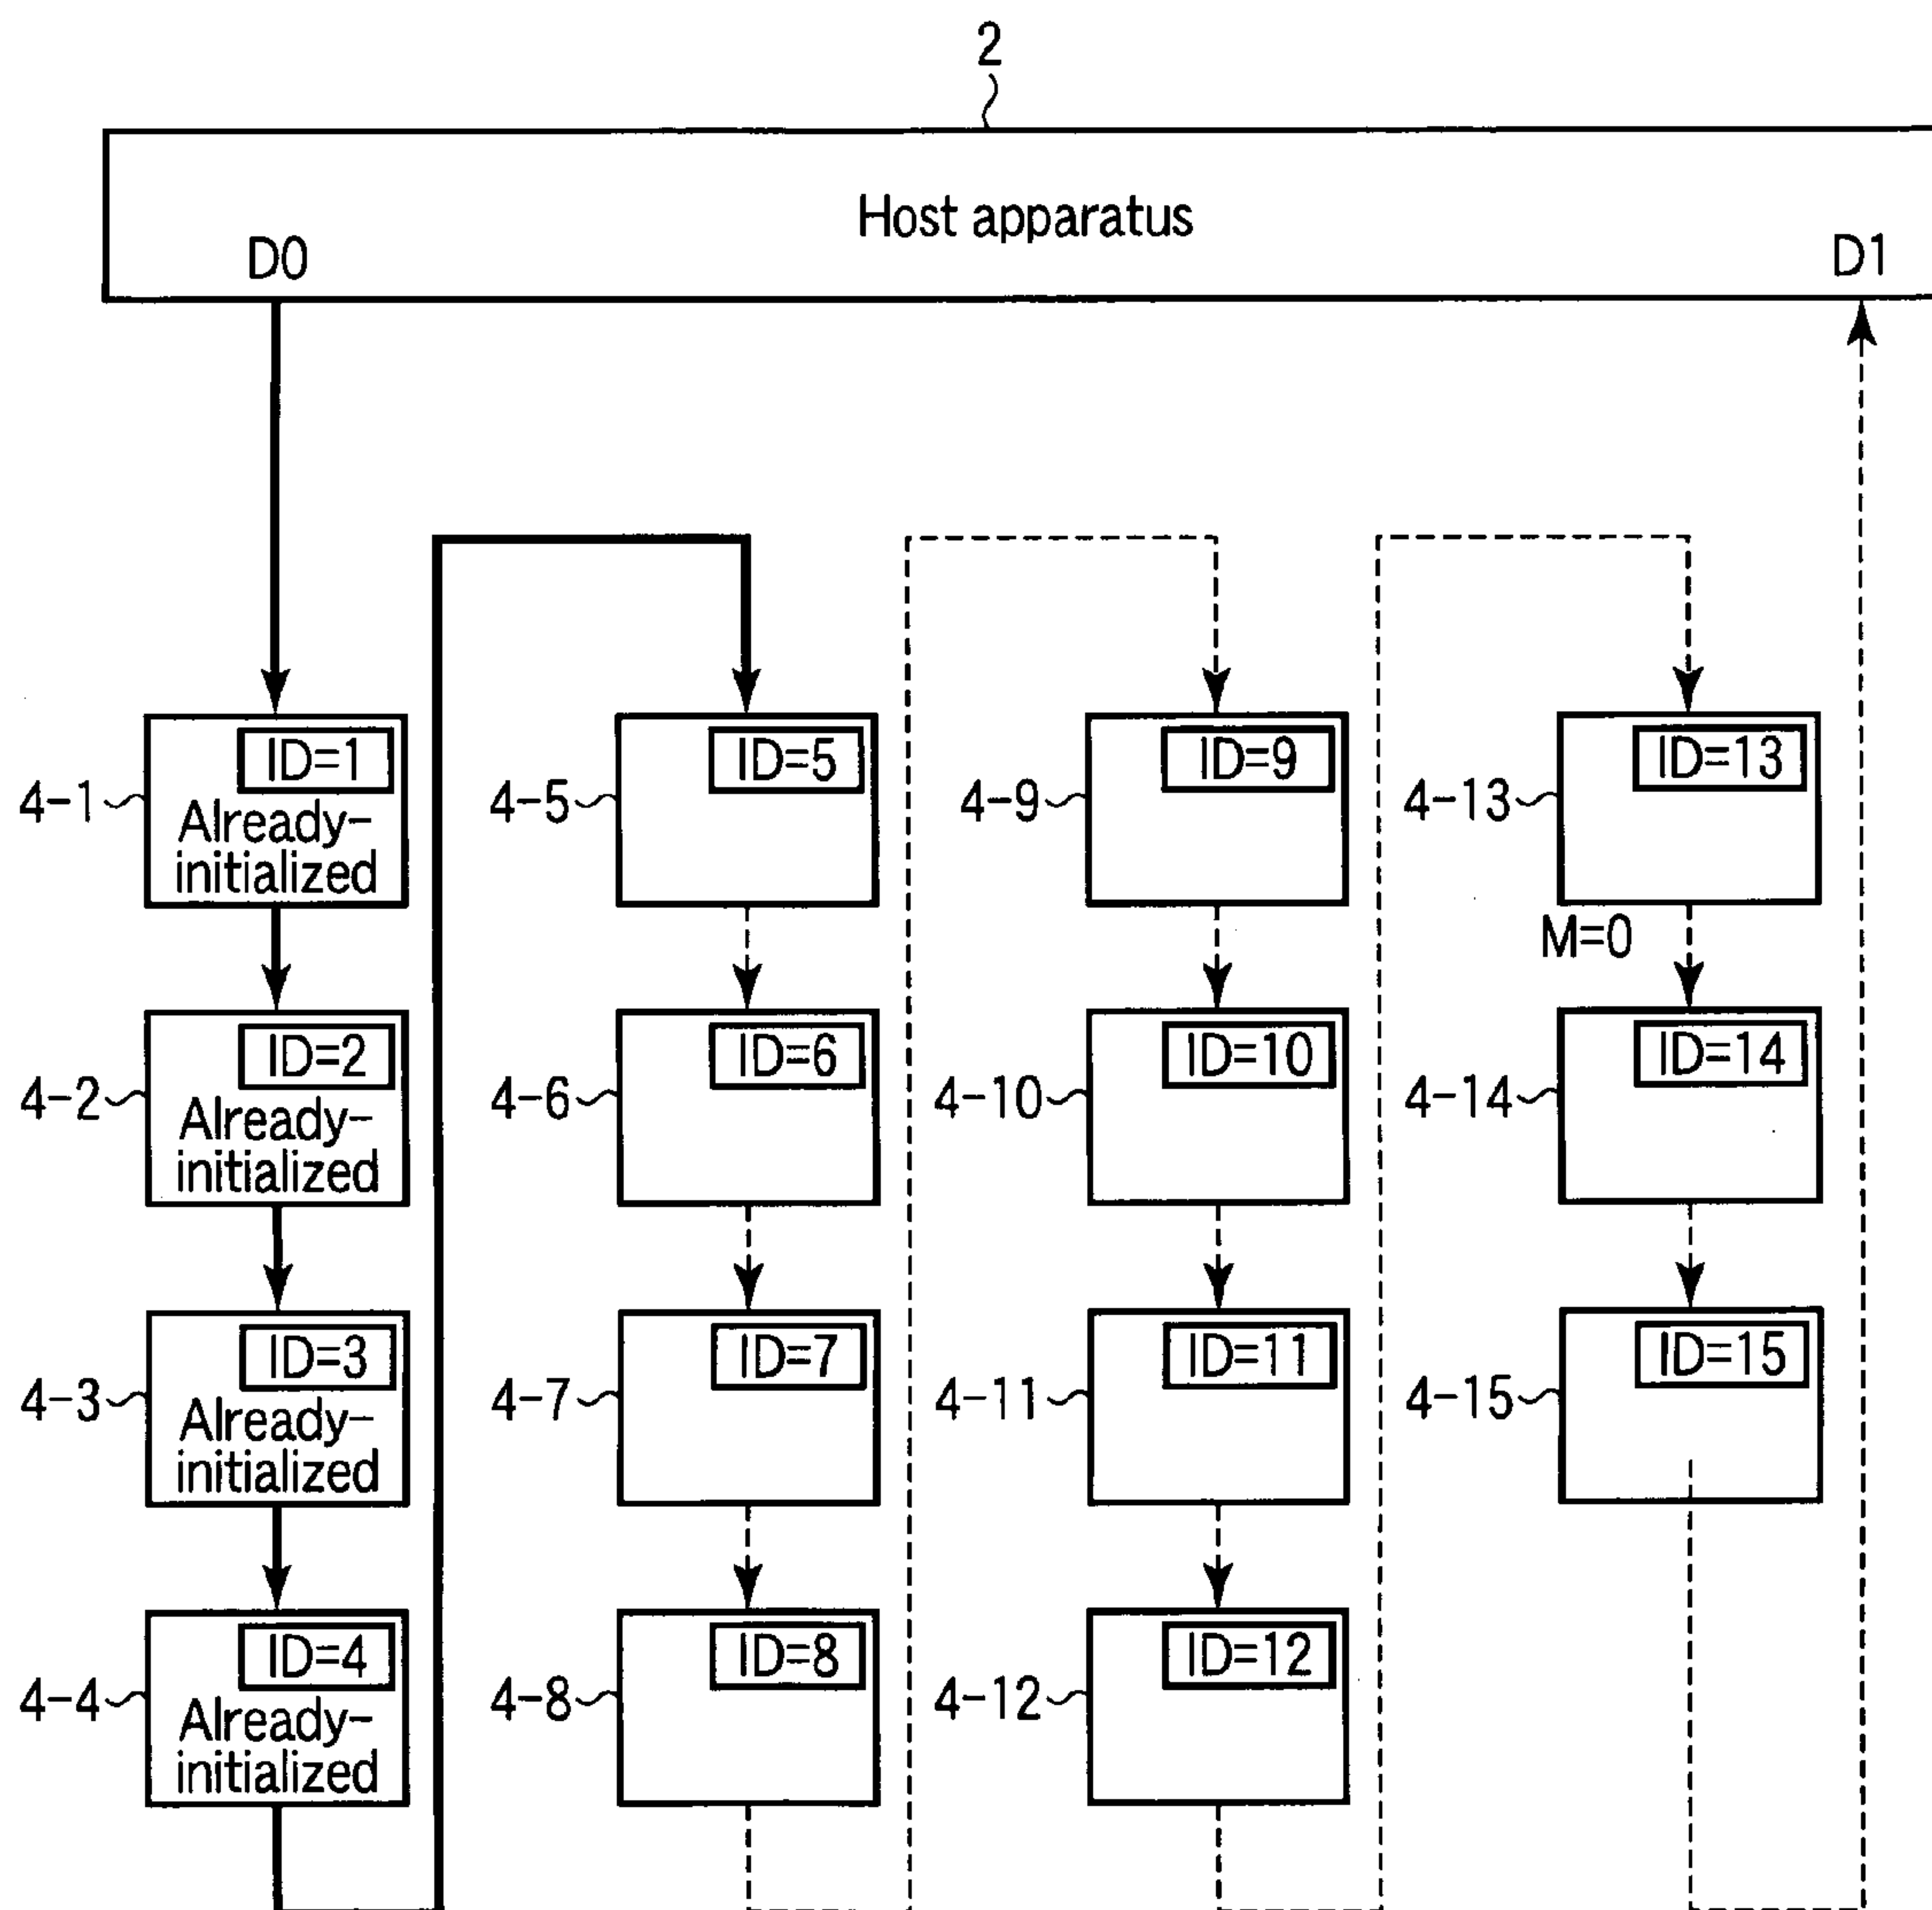 2
Host apparatus
D0
D1
ID=1
ID=5
ID=9
ID=13
4-1
4-5
4-9
4-13
Already-
initialized
M=0
ID=2
ID=6
ID=10
ID=14
4-2
4-6
4-10
4-14
Already-
initialized
ID=3
ID=7
ID=11
ID=15
4-3
4-7
4-11
4-15
Already-
initialized
ID=4
ID=8
ID=12
4-4
4-8
4-12
Already-
initialized